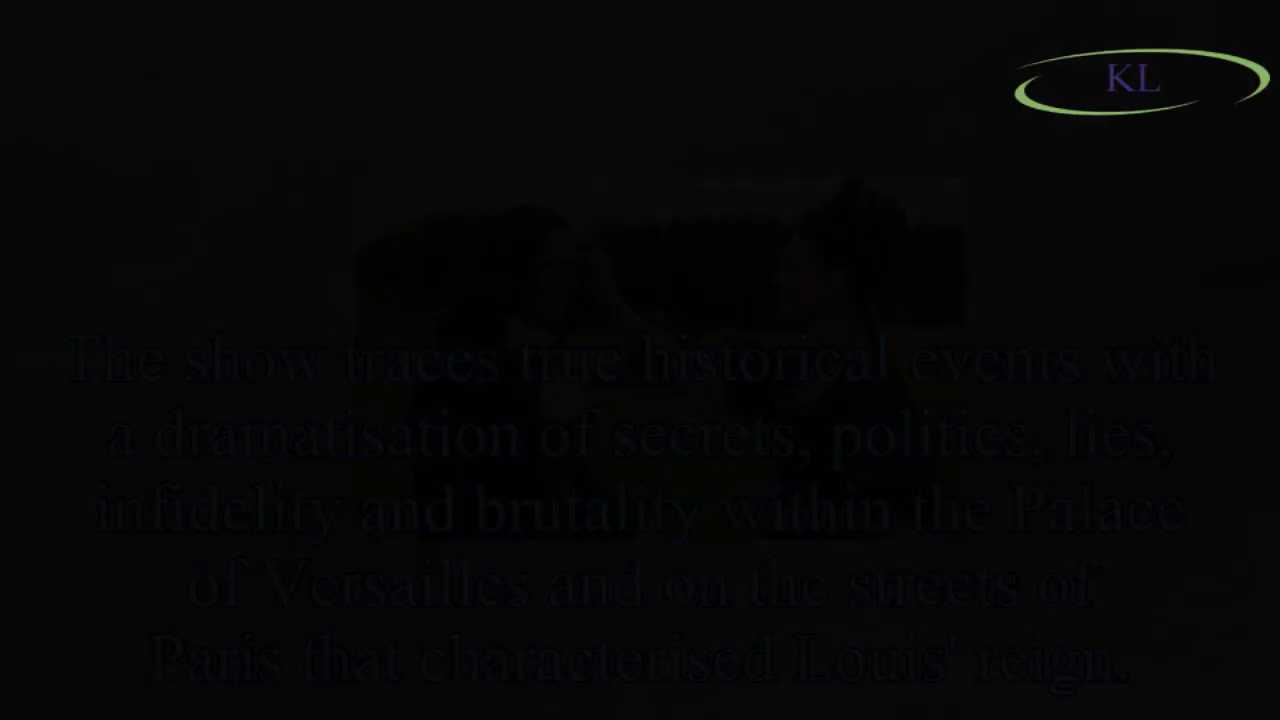 KL
The show traces true historical events with
a dramatisation of secrets, politics, lies,
infidelity and brutality within the Palace
of Versailles and on the streets of
Paris that characterised Louis' reign.